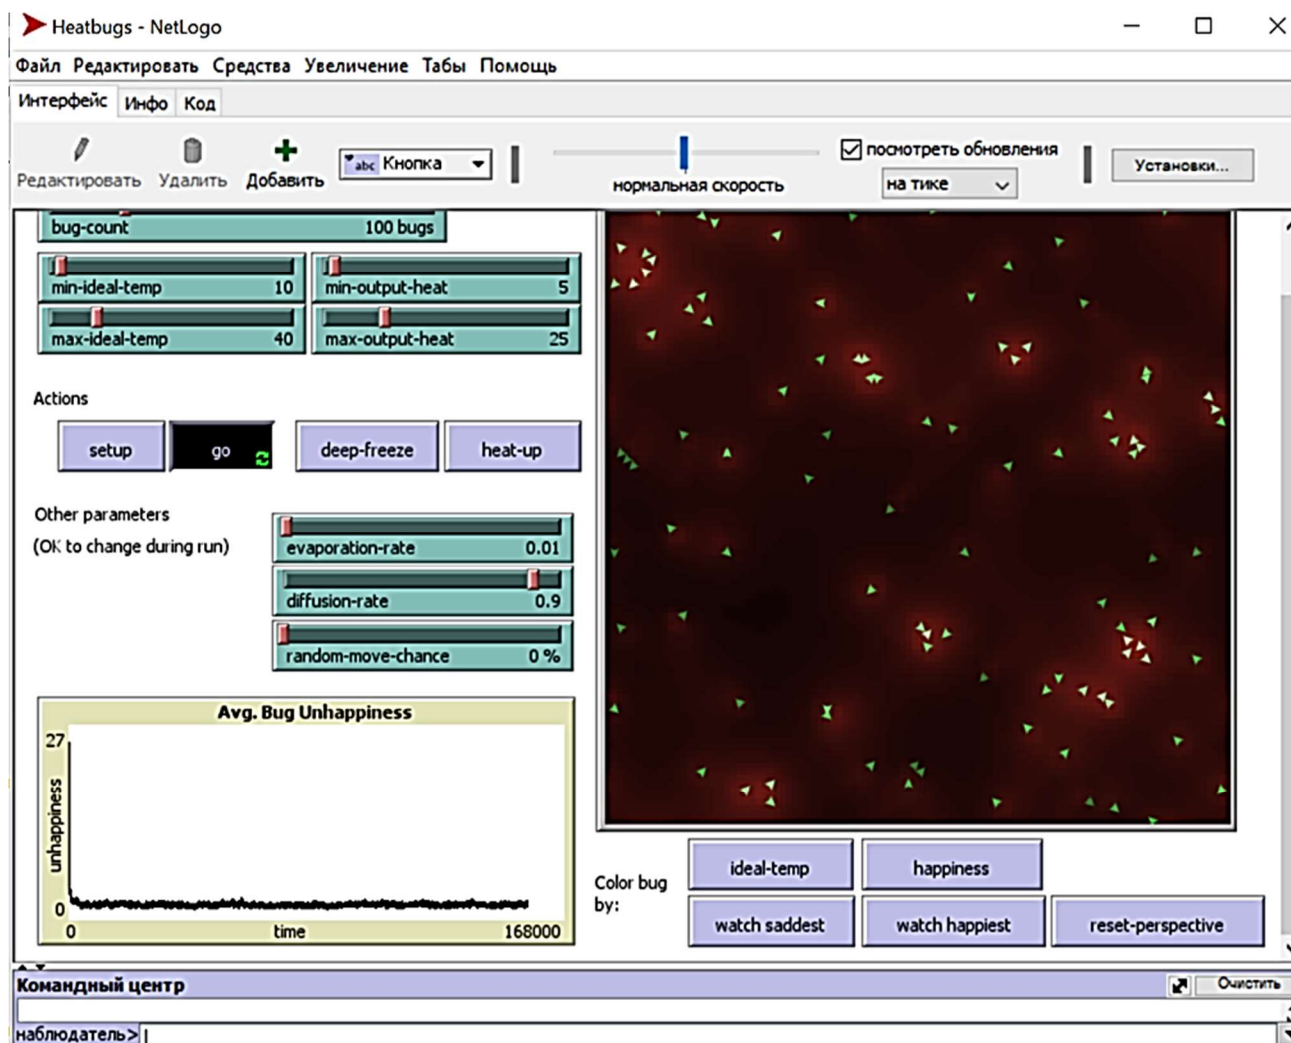 Heatbugs - NetLogo
Файл Редактировать Средства Увеличение Табы Помощь
Интерфейс Инфо Код
Редактировать Удалить Добавить abc Кнопка нормальная скорость посмотреть обновления на тике Установки...
bug-count 100 bugs
min-ideal-temp 10 min-output-heat 5
max-ideal-temp 40 max-output-heat 25
Actions
setup go deep-freeze heat-up
Other parameters
(OK to change during run)
evaporation-rate 0.01
diffusion-rate 0.9
random-move-chance 0 %
Avg. Bug Unhappiness
27
unhappiness
0
0 time 168000
Color bug by:
ideal-temp happiness
watch saddest watch happiest reset-perspective
Командный центр Очистить
наблюдатель>